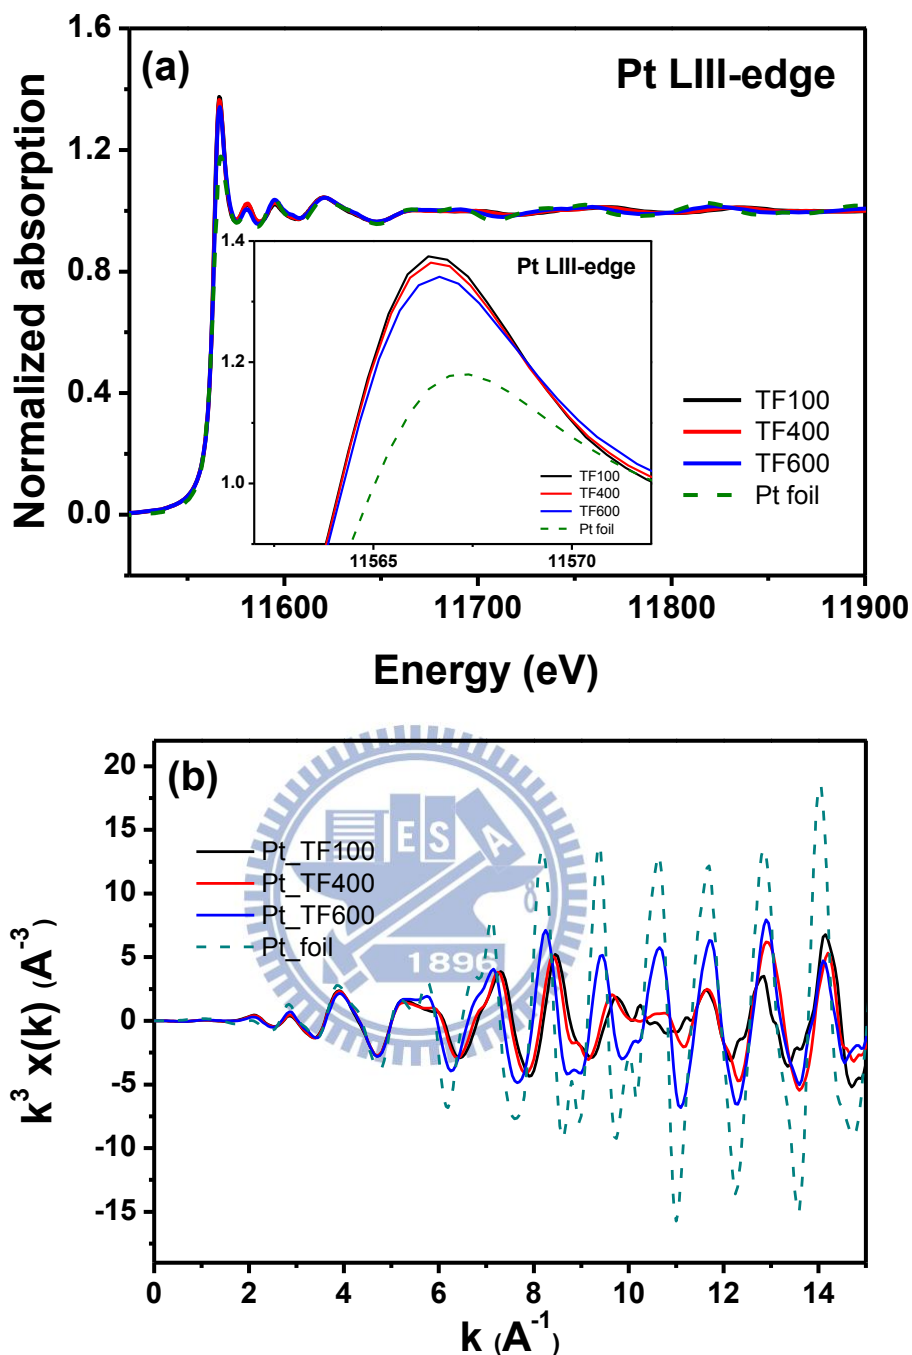 (a)
Pt LIII-edge
Normalized absorption
1.6
1.2
0.8
0.4
0.0
1.4
1.2
1.0
Pt LIII-edge
TF100
TF400
TF600
Pt foil
11565
11570
TF100
TF400
TF600
Pt foil
11600
11700
11800
11900
Energy (eV)
(b)
k³ x(k) (A⁻³)
20
15
10
5
0
-5
-10
-15
Pt_TF100
Pt_TF400
Pt_TF600
Pt_foil
E S A
1896
0
2
4
6
8
10
12
14
k (A⁻¹)